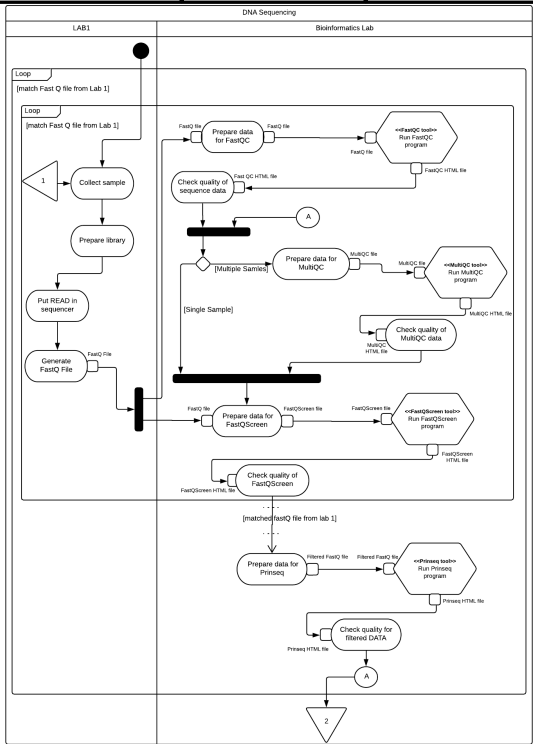 DNA Sequencing
LAB1
Bioinformatics Lab
Loop
[match Fast Q file from Lab 1]
Loop
[match Fast Q file from Lab 1]
1
Collect sample
Prepare library
Put READ in
sequencer
Generate
FastQ File
FastQ File
FastQ file
Prepare data
for FastQC
FastQ file
FastQ file
<<FastQC tool>>
Run FastQC
program
FastQC HTML file
Fast QC HTML file
Check quality of
sequence data
A
[Multiple Samles]
[Single Sample]
Prepare data for
MultiQC
MultiQC file
MultiQC file
<<MultiQC tool>>
Run MultiQC
program
MultiQC HTML file
MultiQC
HTML file
Check quality of
MultiQC data
FastQ file
Prepare data for
FastQScreen
FastQScreen file
FastQScreen file
<<FastQScreen tool>>
Run FastQScreen
program
FastQScreen
HTML file
FastQScreen HTML file
Check quality of
FastQScreen
[matched fastQ file from lab 1]
Prepare data for
Prinseq
Filtered FastQ file
Filtered FastQ file
<<Prinseq tool>>
Run Prinseq
program
Prinseq HTML file
Prinseq HTML file
Check quality for
filtered DATA
A
2